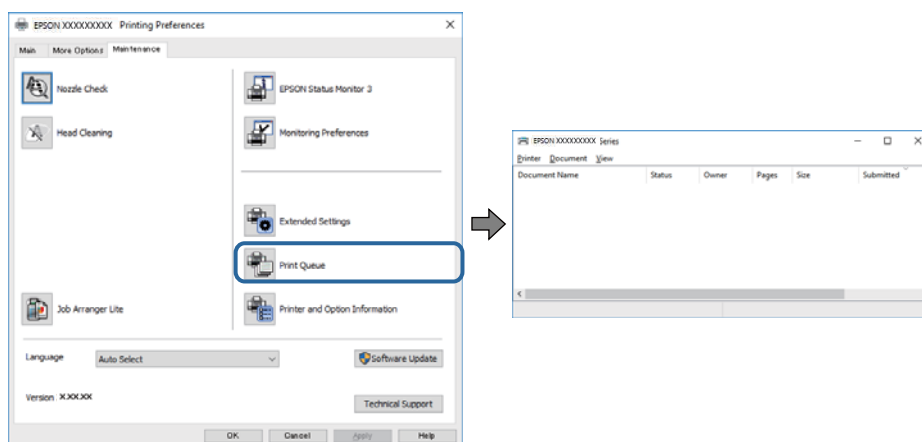 EPSON XXXXXXXXX Printing Preferences
Main More Options Maintenance
Nozzle Check
EPSON Status Monitor 3
Head Cleaning
Monitoring Preferences
Extended Settings
Print Queue
Job Arranger Lite
Printer and Option Information
Language Auto Select
Software Update
Version X.XX.XX
Technical Support
OK Cancel Apply Help
EPSON XXXXXXXXX Series
Printer Document View
Document Name Status Owner Pages Size Submitted